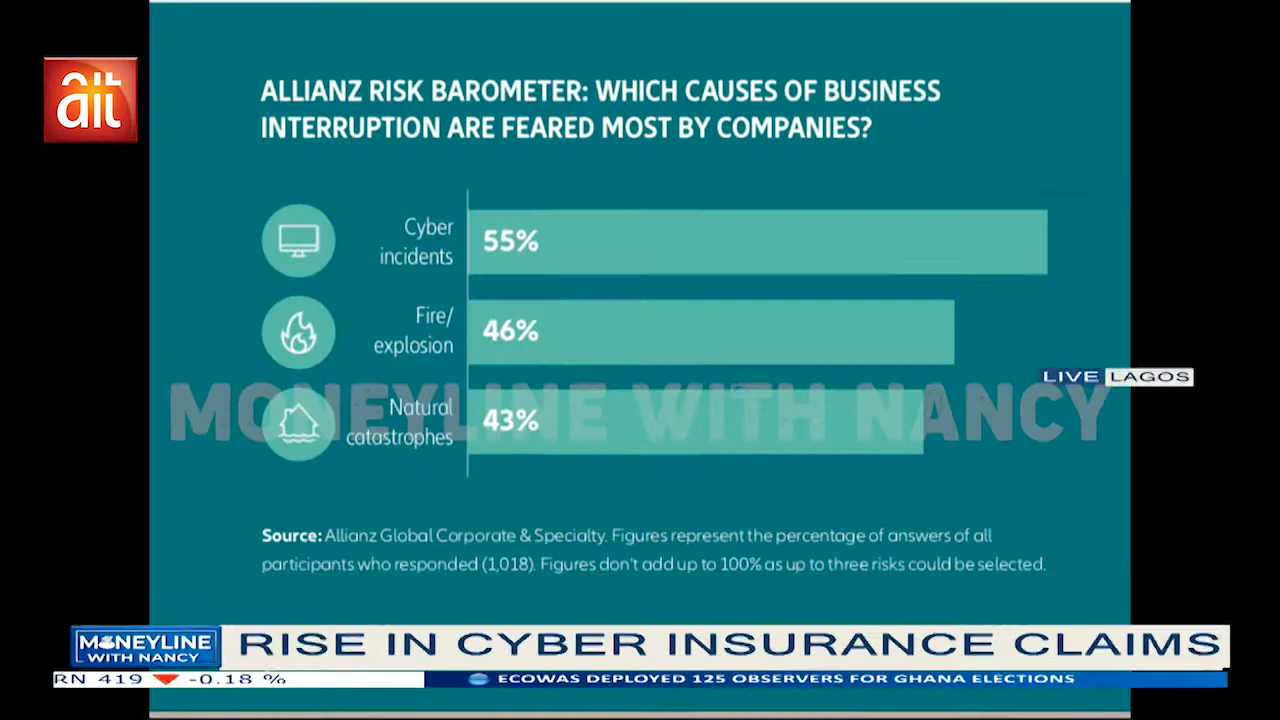 ait
ALLIANZ RISK BAROMETER: WHICH CAUSES OF BUSINESS
INTERRUPTION ARE FEARED MOST BY COMPANIES?
Cyber
incidents
55%
Fire/
explosion
46%
LIVE LAGOS
MONEYLINE WITH NANCY
Natural
catastrophes
43%
Source: Allianz Global Corporate & Specialty. Figures represent the percentage of answers of all
participants who responded (1,018). Figures don't add up to 100% as up to three risks could be selected.
MONEYLINE
WITH NANCY
RISE IN CYBER INSURANCE CLAIMS
RN 419 -0.18 %
ECOWAS DEPLOYED 125 OBSERVERS FOR GHANA ELECTIONS